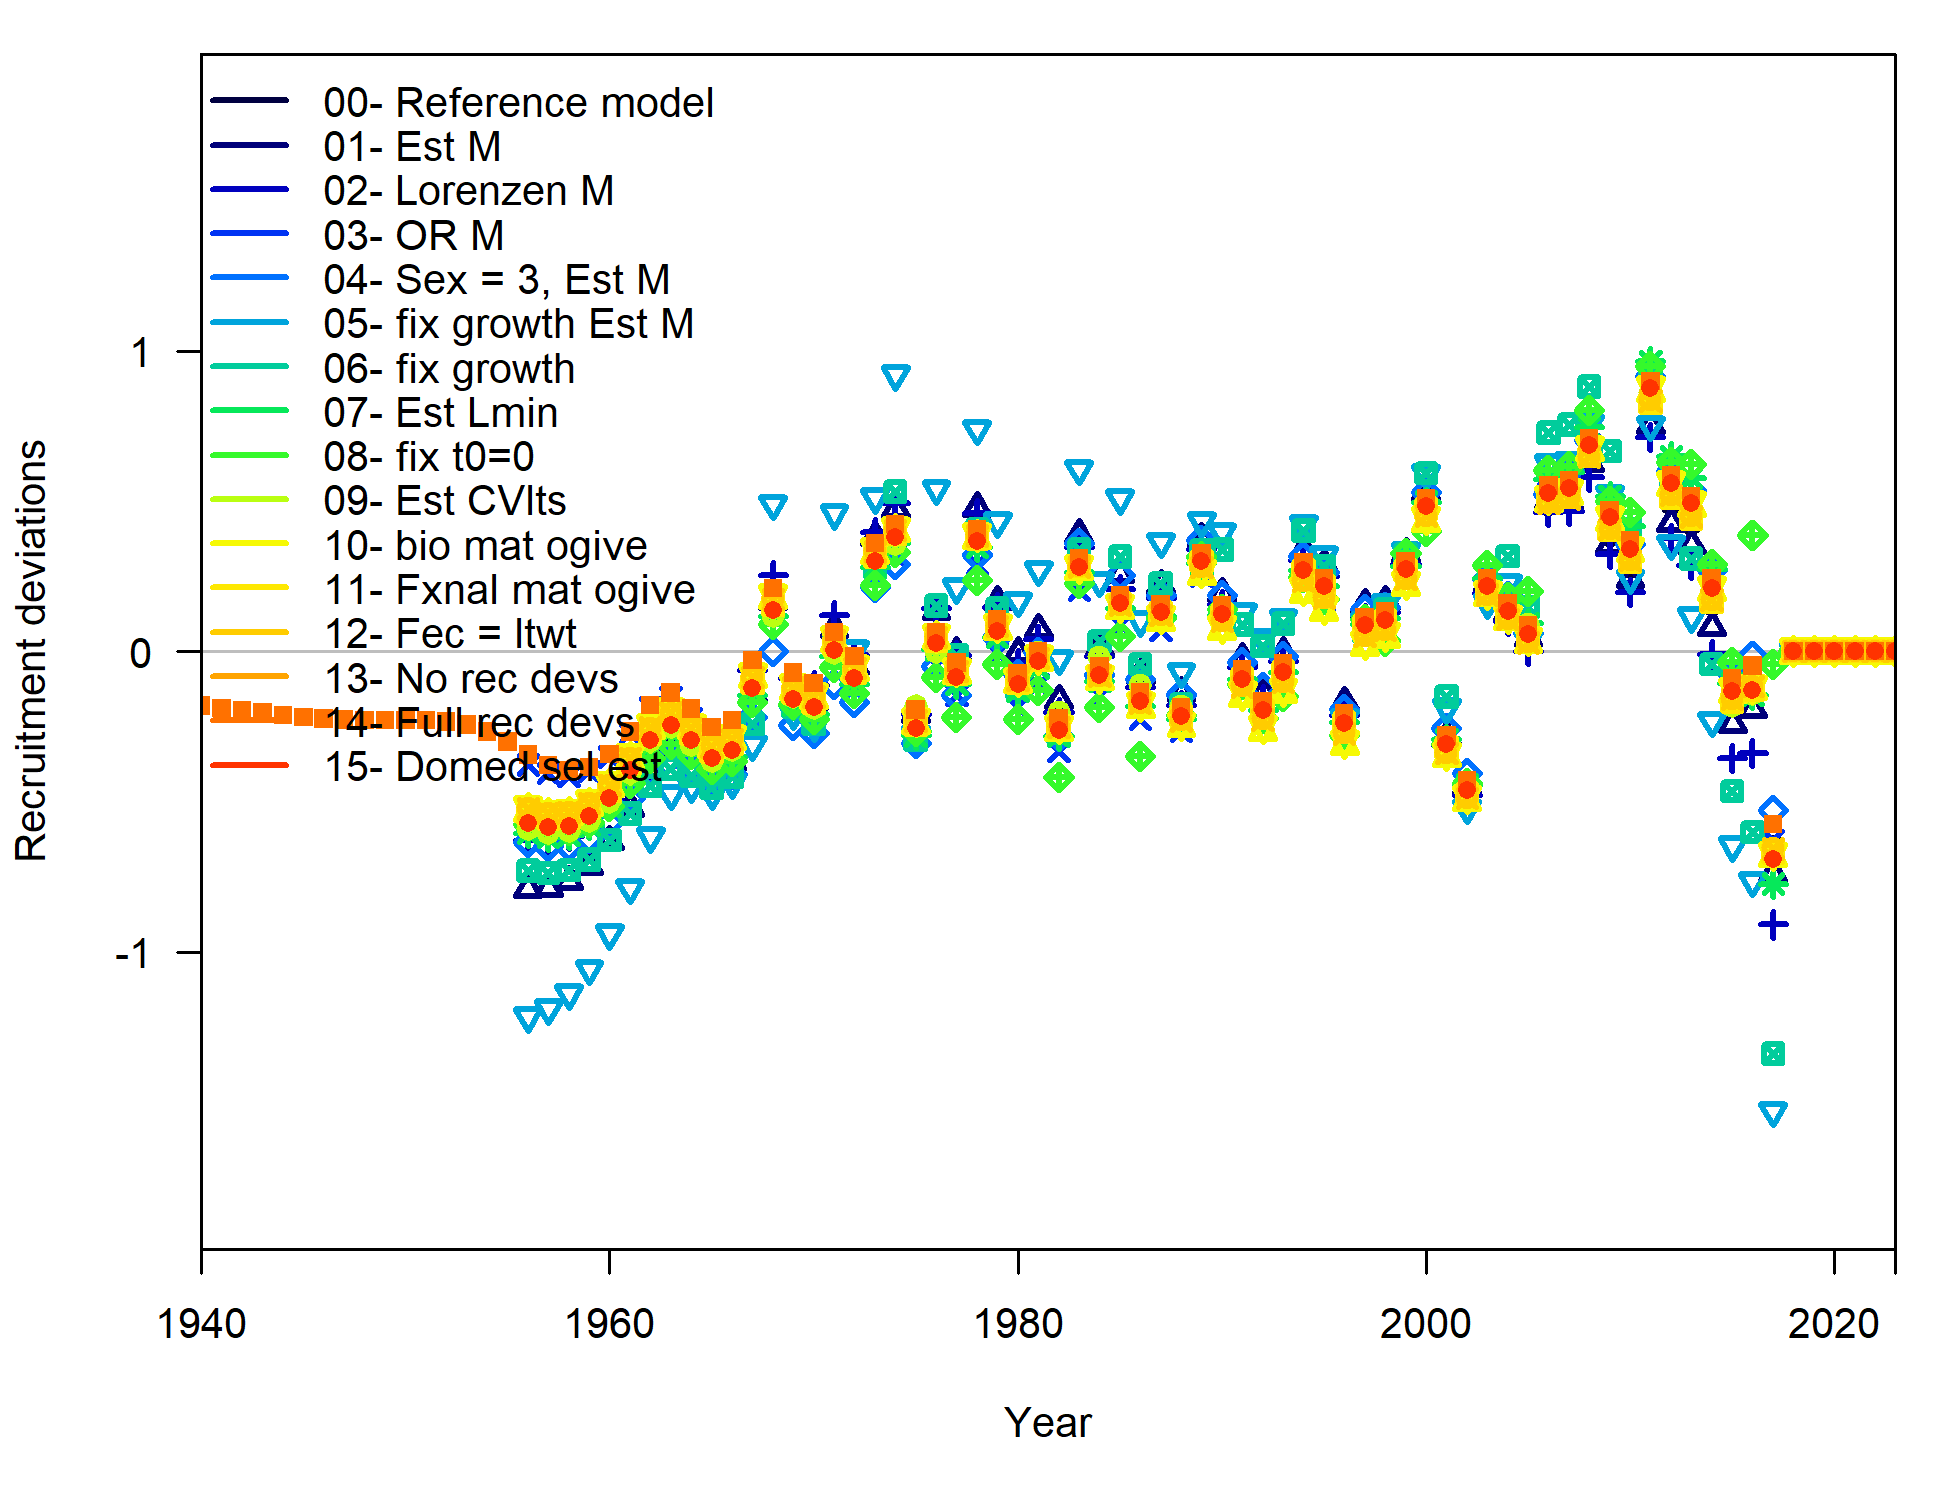 00- Reference model
01- Est M
02- Lorenzen M
03- OR M
04- Sex = 3, Est M
05- fix growth Est M
06- fix growth
07- Est Lmin
08- fix t0=0
09- Est CVlts
10- bio mat ogive
11- Fxnal mat ogive
12- Fec = ltwt
13- No rec devs
14- Full rec devs
15- Domed sel est
Recruitment deviations
1
0
-1
1940 1960 1980 2000 2020
Year